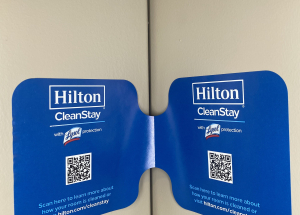 Hilton
CleanStay
with Lysol protection
Scan here to learn more about
how your room is cleaned or
hilton.com/cleanstay
Hilton
CleanStay
with Lysol protection
Scan here to learn more about
how your room is cleaned or
visit hilton.com/cleanstay